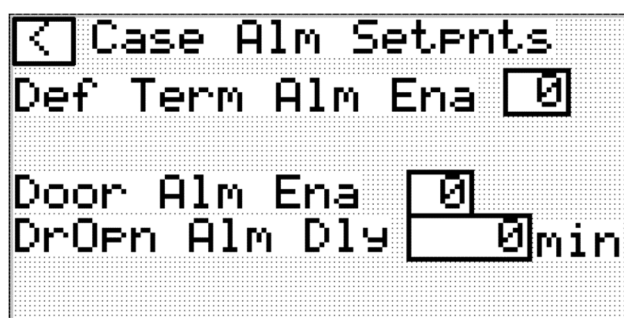 < Case Alm Setpnts
Def Term Alm Ena 0
Door Alm Ena 0
DrOpn Alm Dly 0min